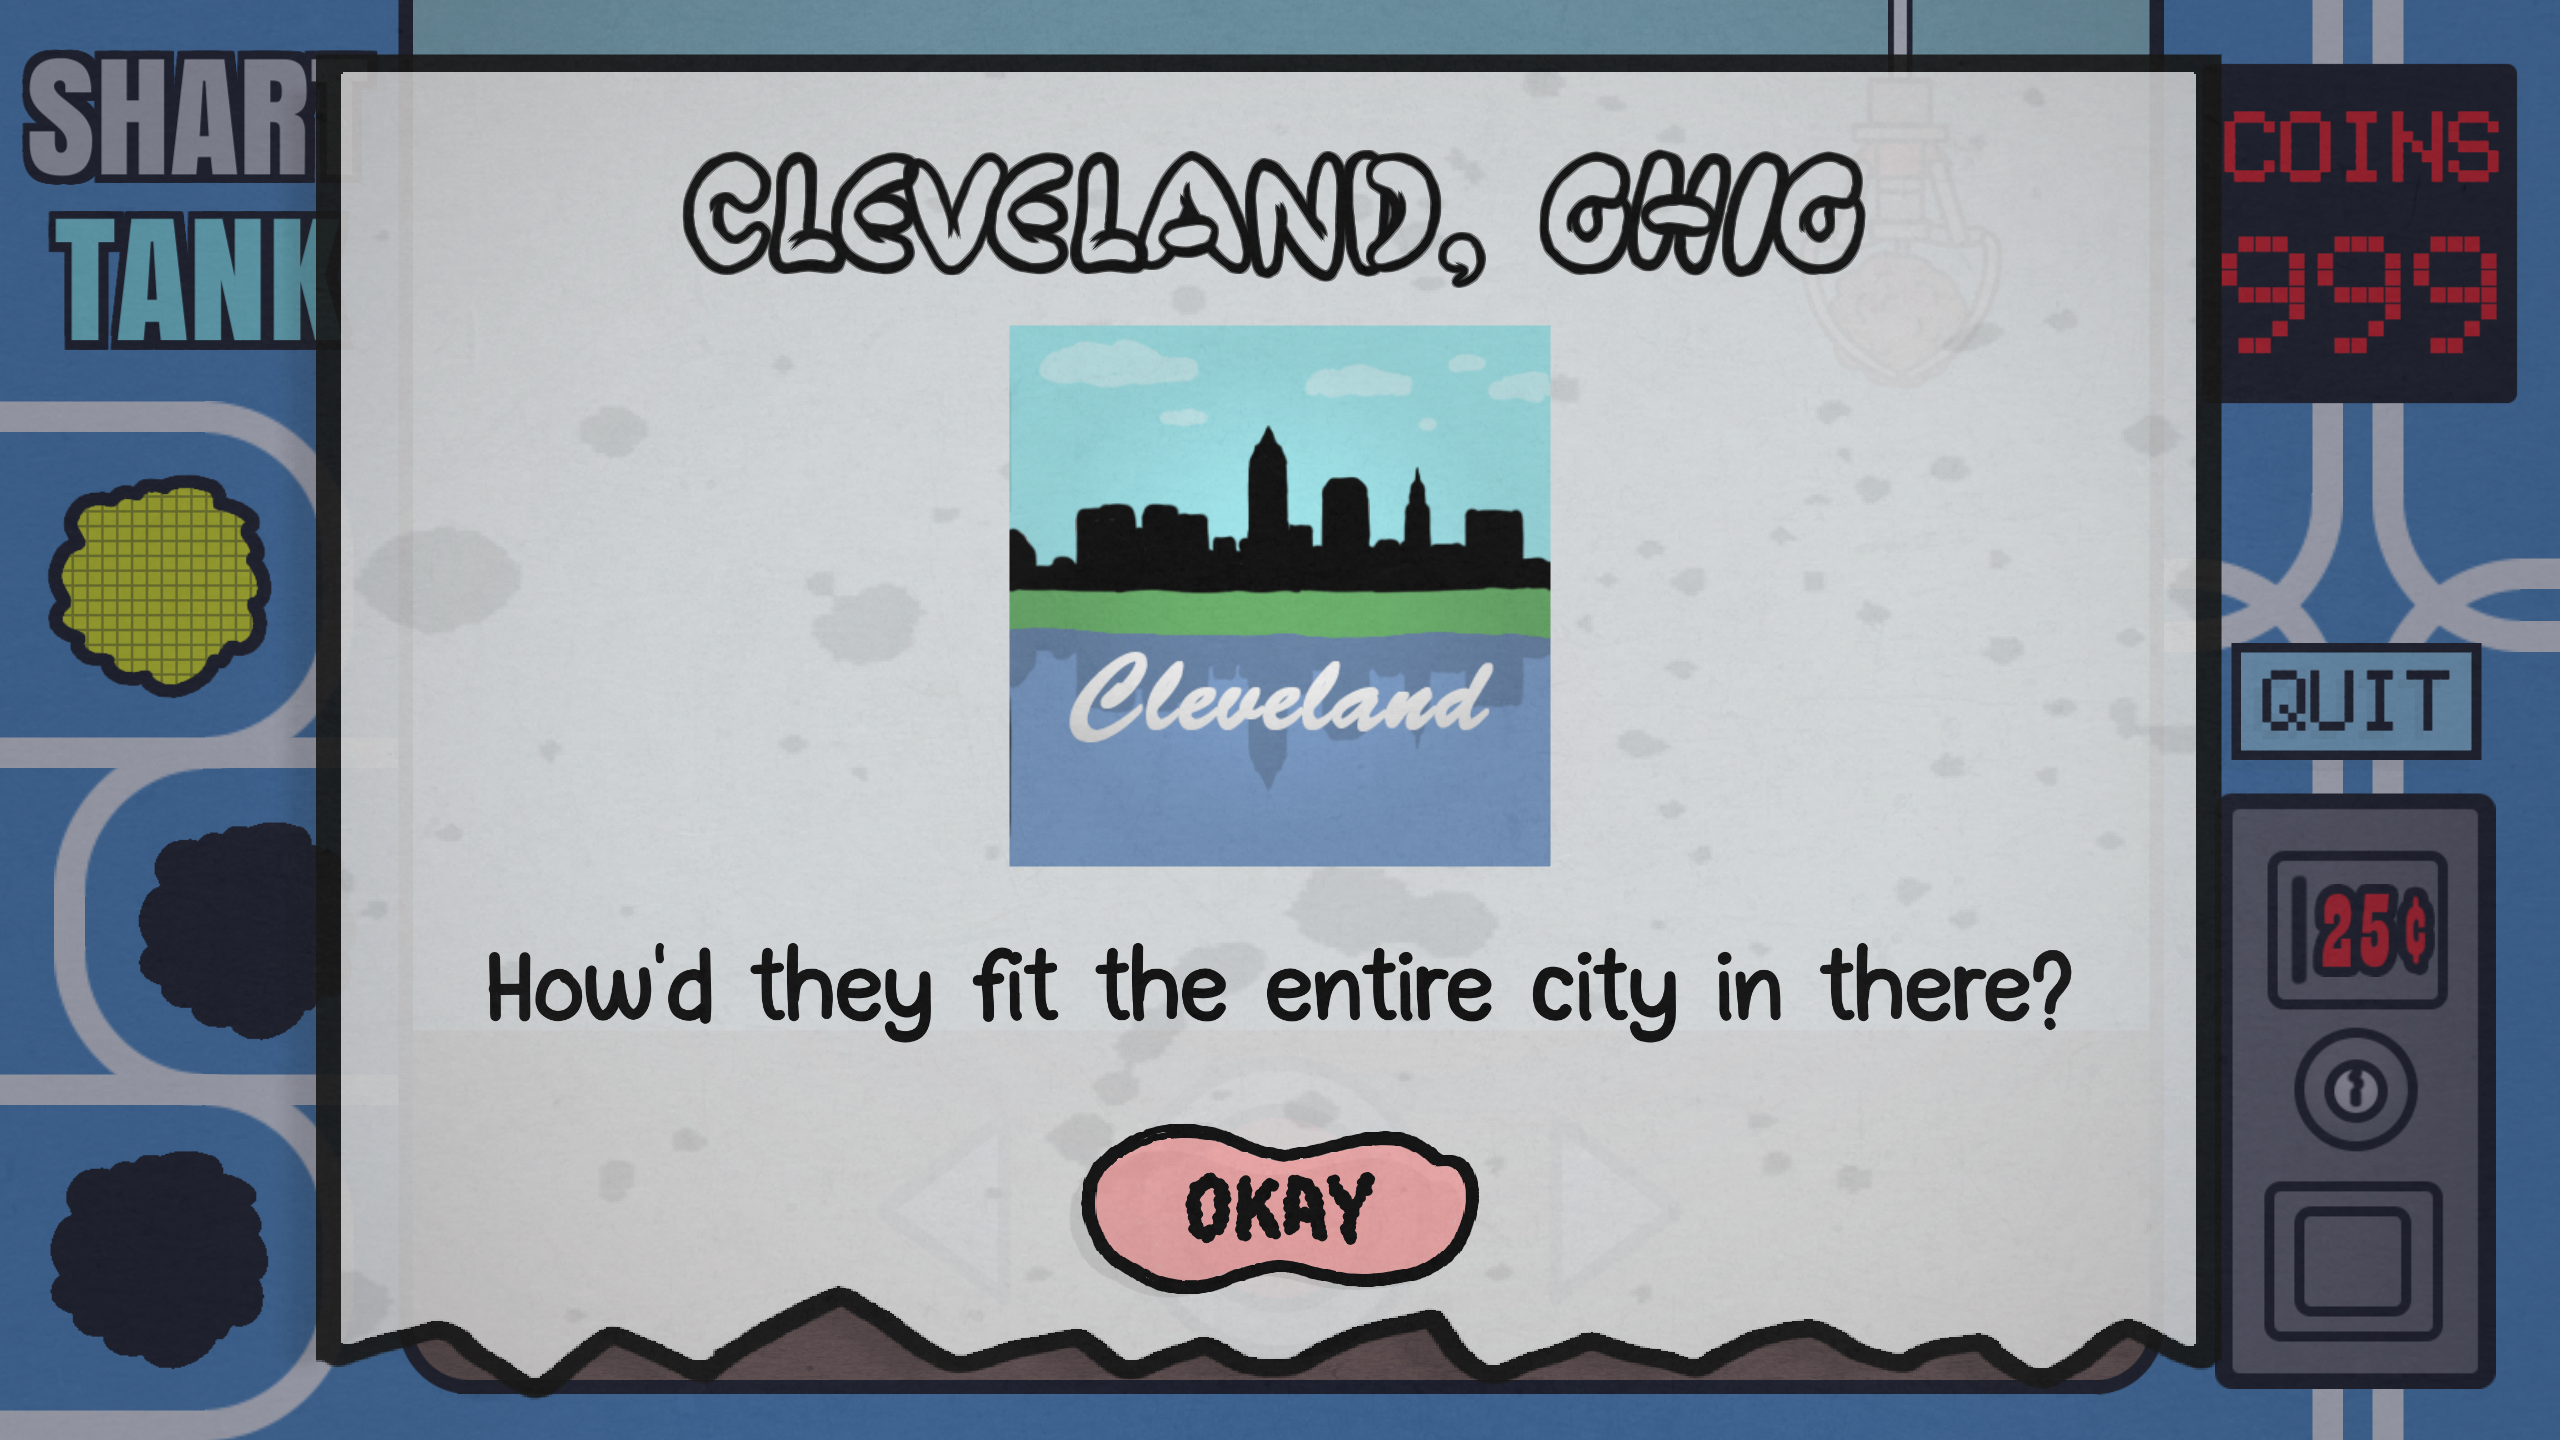 SHART
TANK
CLEVELAND, OHIO
Cleveland
How'd they fit the entire city in there?
OKAY
COINS
999
QUIT
25¢